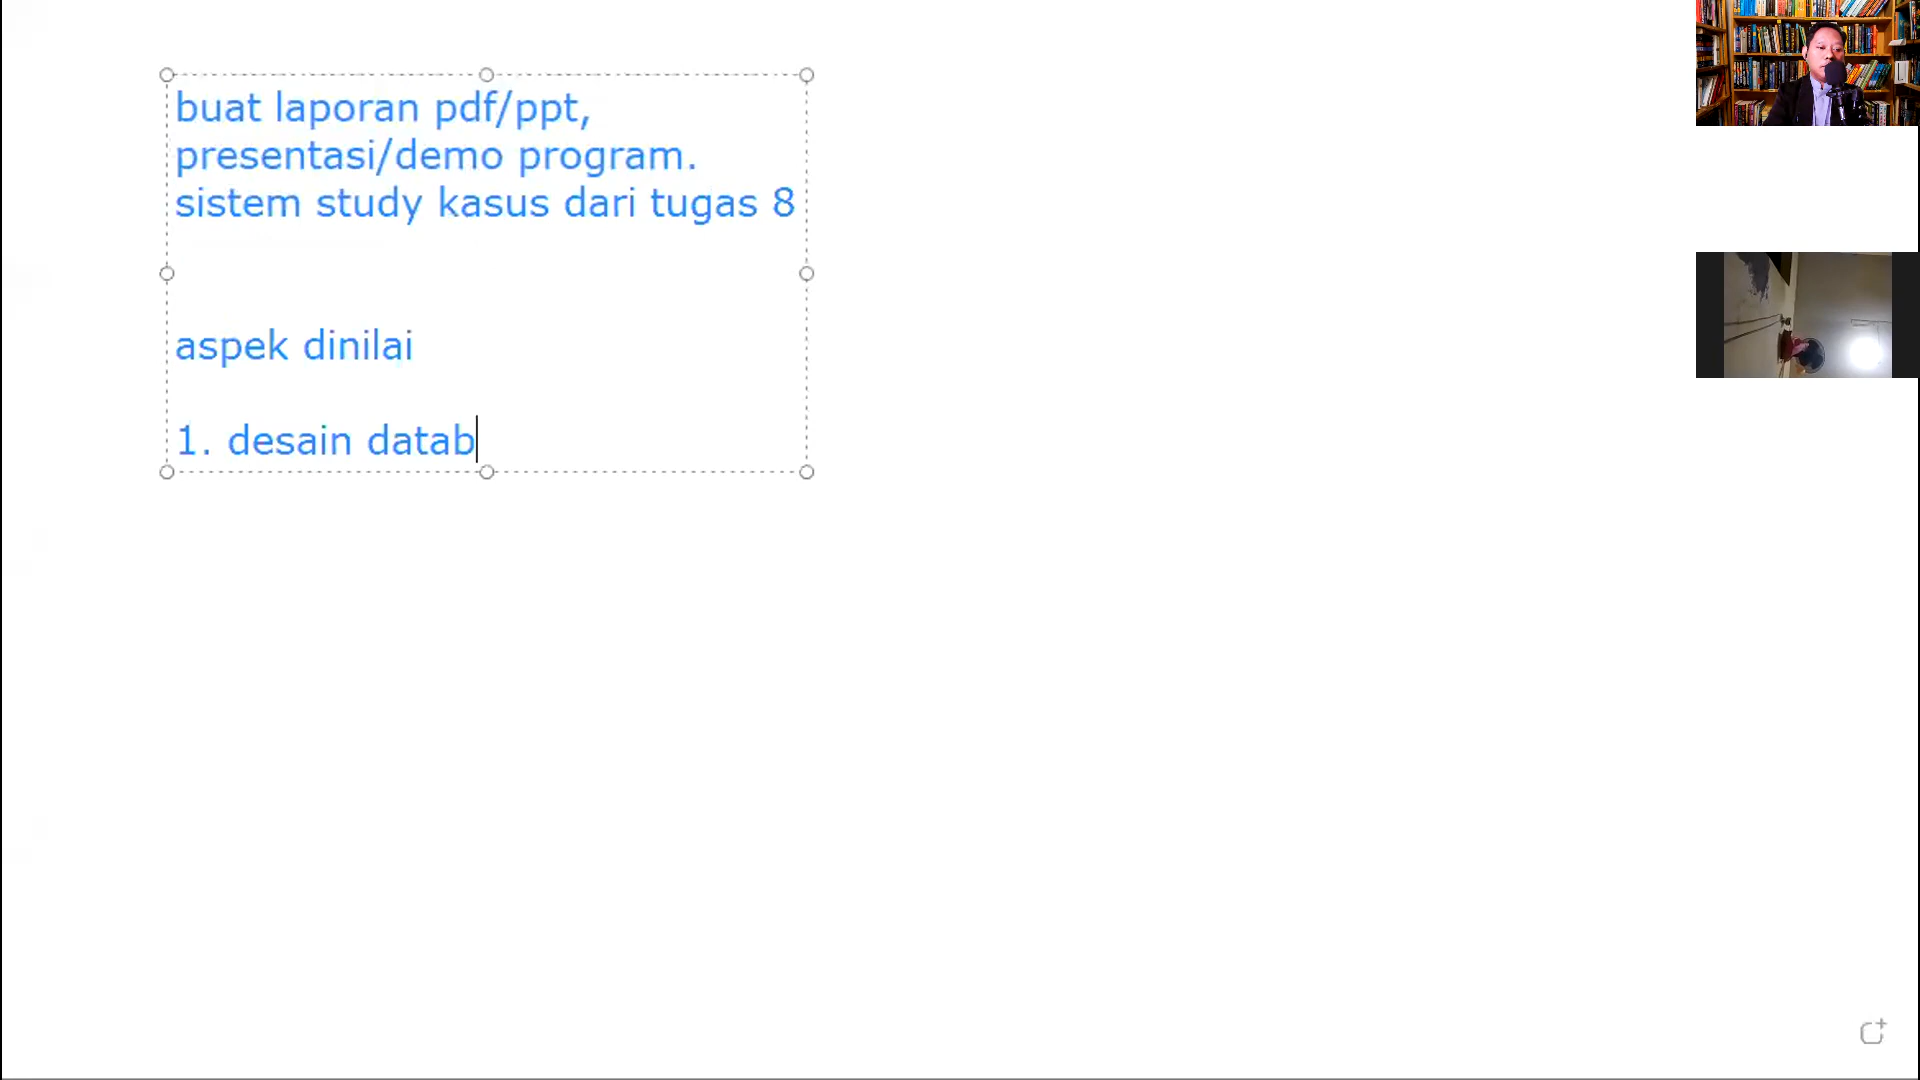 buat laporan pdf/ppt,
presentasi/demo program.
sistem study kasus dari tugas 8
aspek dinilai
1. desain datab